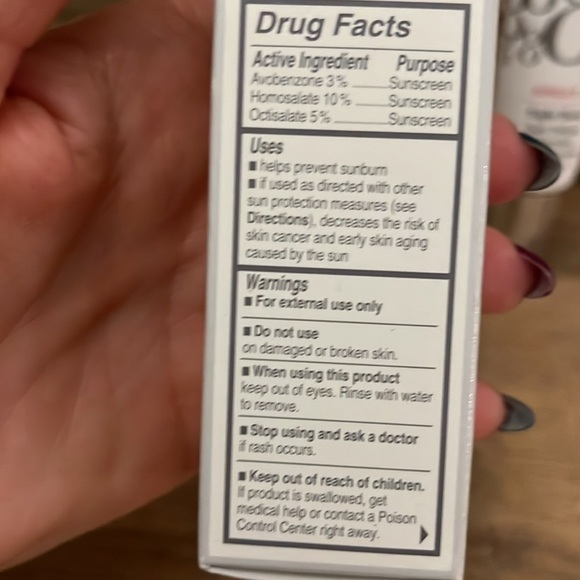 Drug Facts
Active Ingredient Purpose
Avobenzone 3% Sunscreen
Homosalate 10% Sunscreen
Octisalate 5% Sunscreen
Uses
■ helps prevent sunburn
■ if used as directed with other
sun protection measures (see
Directions), decreases the risk of
skin cancer and early skin aging
caused by the sun
Warnings
■ For external use only
■ Do not use
on damaged or broken skin.
■ When using this product
keep out of eyes. Rinse with water
to remove.
■ Stop using and ask a doctor
if rash occurs.
■ Keep out of reach of children.
If product is swallowed, get
medical help or contact a Poison
Control Center right away.